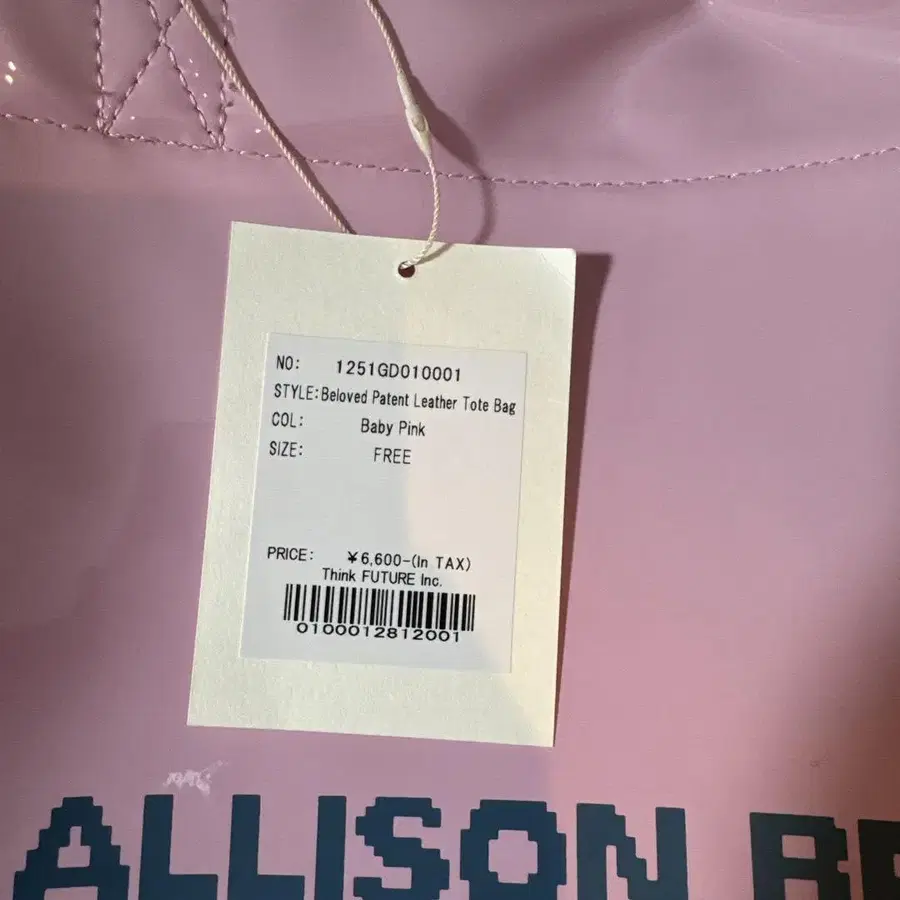 NO: 1251GD010001
STYLE:Beloved Patent Leather Tote Bag
COL: Baby Pink
SIZE: FREE
PRICE: ¥6,600-(In TAX)
Think FUTURE Inc.
0100012812001
ALLISON